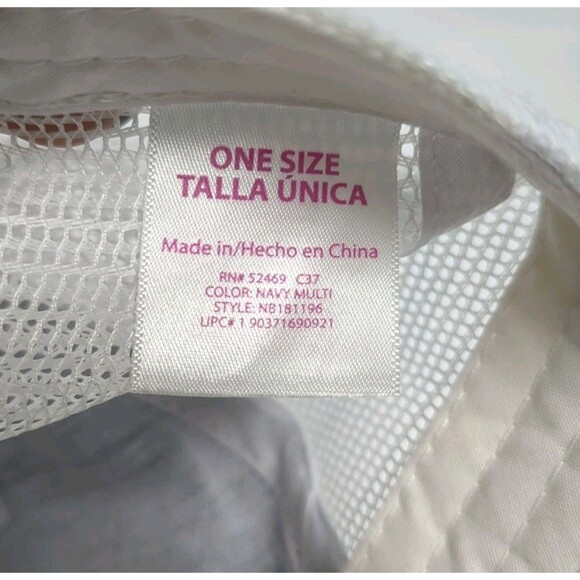 ONE SIZE
TALLA ÚNICA
Made in/Hecho en China
RN# 52469 C37
COLOR: NAVY MULTI
STYLE: NB181196
UPC# 1 90371690921